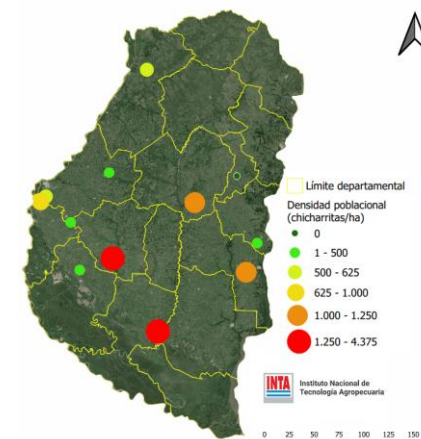 Límite departamental
Densidad poblacional
(chicharritas/ha)
0
1 - 500
500 - 625
625 - 1.000
1.000 - 1.250
1.250 - 4.375
INTA
Instituto Nacional de
Tecnología Agropecuaria
0 25 50 75 100 125 150